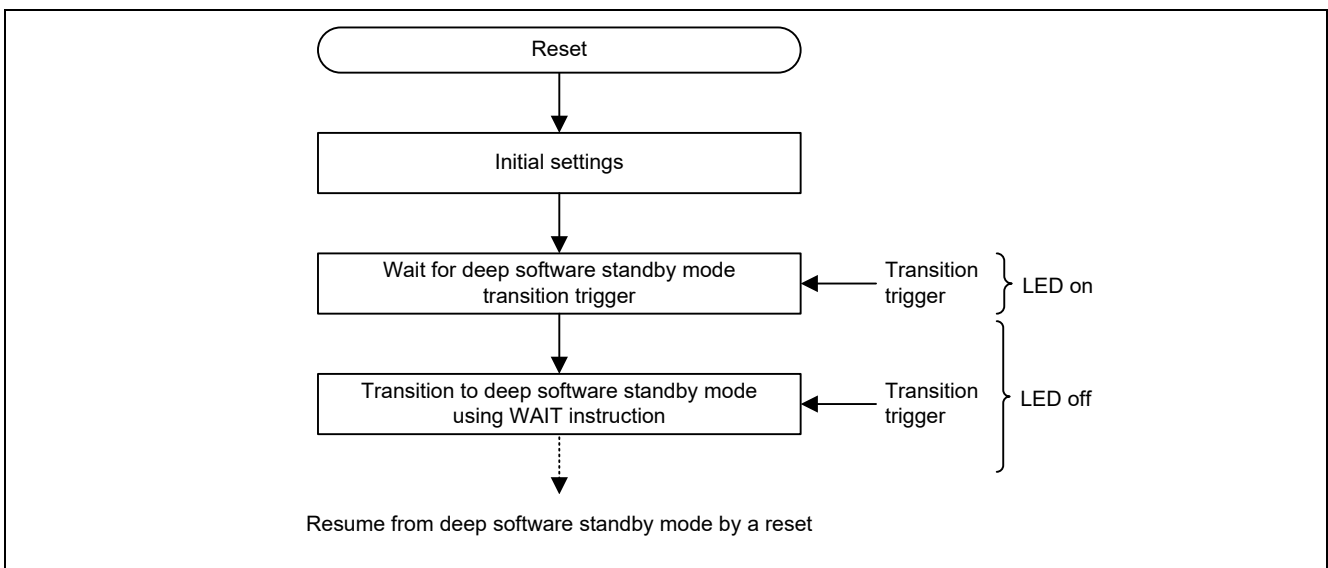 Reset
Initial settings
Wait for deep software standby mode
transition trigger
Transition
trigger
LED on
Transition to deep software standby mode
using WAIT instruction
Transition
trigger
LED off
Resume from deep software standby mode by a reset